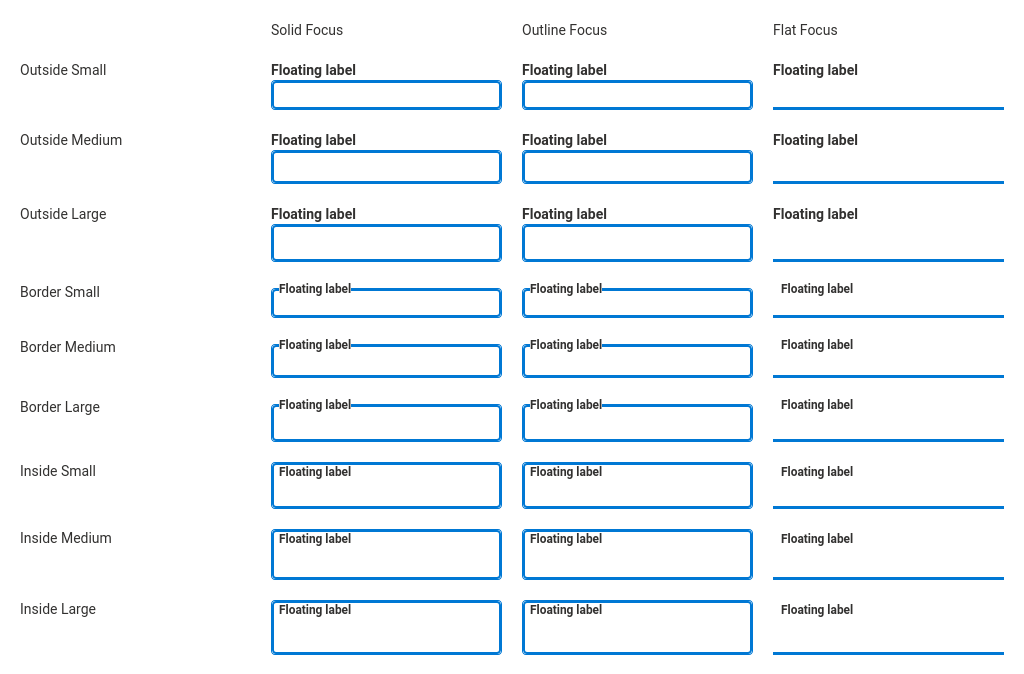 Solid Focus Outline Focus Flat Focus
Outside Small Floating label Floating label Floating label
Outside Medium Floating label Floating label Floating label
Outside Large Floating label Floating label Floating label
Border Small Floating label Floating label Floating label
Border Medium Floating label Floating label Floating label
Border Large Floating label Floating label Floating label
Inside Small Floating label Floating label Floating label
Inside Medium Floating label Floating label Floating label
Inside Large Floating label Floating label Floating label